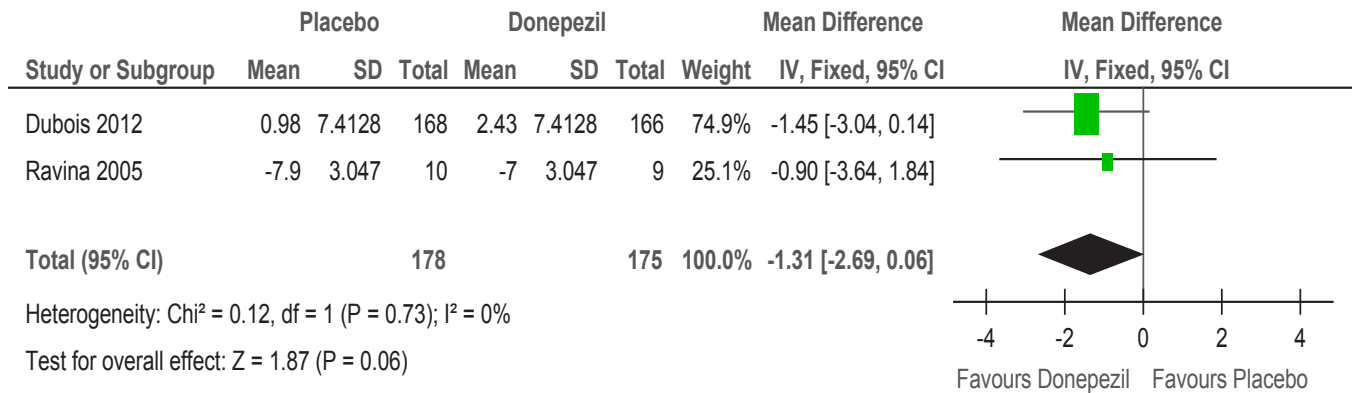 Placebo Donepezil Mean Difference Mean Difference
Study or Subgroup Mean SD Total Mean SD Total Weight IV, Fixed, 95% CI IV, Fixed, 95% CI
Dubois 2012 0.98 7.4128 168 2.43 7.4128 166 74.9% -1.45 [-3.04, 0.14]
Ravina 2005 -7.9 3.047 10 -7 3.047 9 25.1% -0.90 [-3.64, 1.84]
Total (95% CI) 178 175 100.0% -1.31 [-2.69, 0.06]
Heterogeneity: Chi² = 0.12, df = 1 (P = 0.73); I² = 0%
Test for overall effect: Z = 1.87 (P = 0.06)
-4 -2 0 2 4
Favours Donepezil Favours Placebo